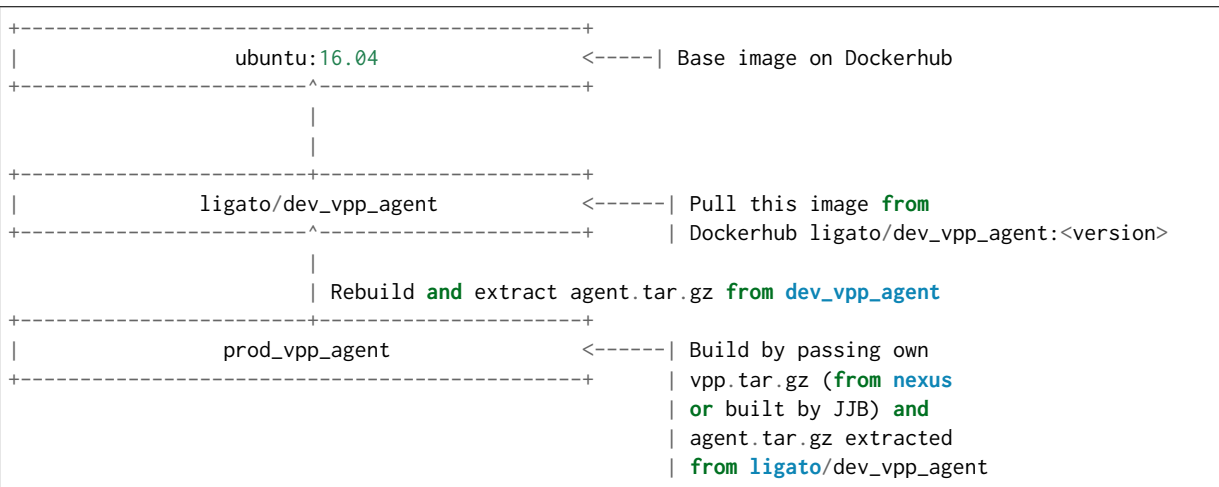 +-----------------------------------------------+
|                  ubuntu:16.04                 <-----| Base image on Dockerhub
+------------------------^----------------------+
                         |
                         |
+------------------------+----------------------+
|               ligato/dev_vpp_agent            <------| Pull this image from
+------------------------^----------------------+      | Dockerhub ligato/dev_vpp_agent:<version>
                         |
                         | Rebuild and extract agent.tar.gz from dev_vpp_agent
+------------------------+----------------------+
|                 prod_vpp_agent                <------| Build by passing own
+-----------------------------------------------+      | vpp.tar.gz (from nexus
                                                       | or built by JJB) and
                                                       | agent.tar.gz extracted
                                                       | from ligato/dev_vpp_agent